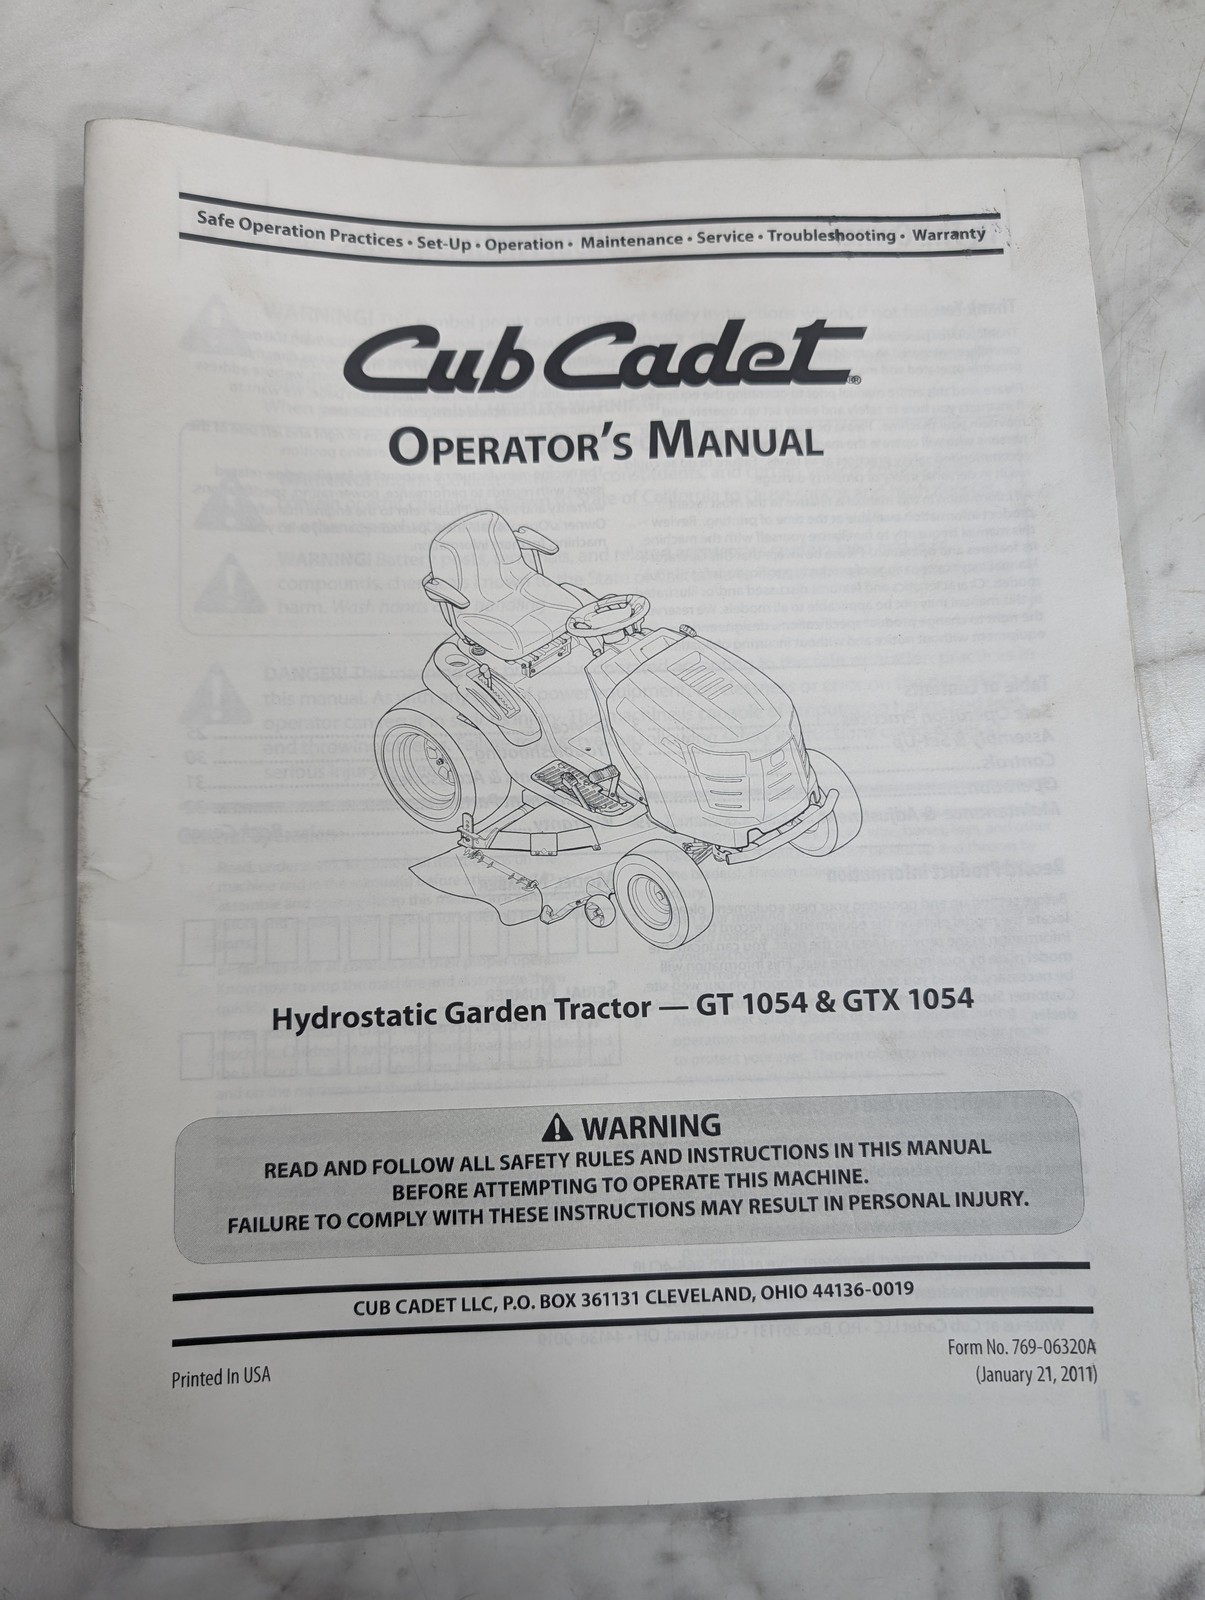 Safe Operation Practices • Set-Up • Operation • Maintenance • Service • Troubleshooting • Warranty
Cub Cadet®
OPERATOR'S MANUAL
Hydrostatic Garden Tractor — GT 1054 & GTX 1054
WARNING
READ AND FOLLOW ALL SAFETY RULES AND INSTRUCTIONS IN THIS MANUAL
BEFORE ATTEMPTING TO OPERATE THIS MACHINE.
FAILURE TO COMPLY WITH THESE INSTRUCTIONS MAY RESULT IN PERSONAL INJURY.
CUB CADET LLC, P.O. BOX 361131 CLEVELAND, OHIO 44136-0019
Printed In USA
Form No. 769-06320A
(January 21, 2011)